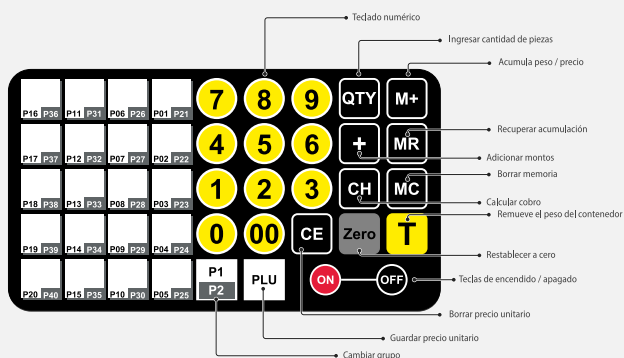 Teclado numérico
Ingresar cantidad de piezas
Acumula peso / precio
P16 P36 P11 P31 P06 P26 P01 P21 7 8 9 QTY M+
Recuperar acumulación
P17 P37 P12 P32 P07 P27 P02 P22 4 5 6 + MR
Adicionar montos
Borrar memoria
P18 P38 P13 P33 P08 P28 P03 P23 1 2 3 CH MC
Calcular cobro
Remueve el peso del contenedor
P19 P39 P14 P34 P09 P29 P04 P24 0 00 CE Zero T
Restablecer a cero
P20 P40 P15 P35 P10 P30 P05 P25 P1 P2 PLU ON OFF
Teclas de encendido / apagado
Borrar precio unitario
Guardar precio unitario
Cambiar grupo